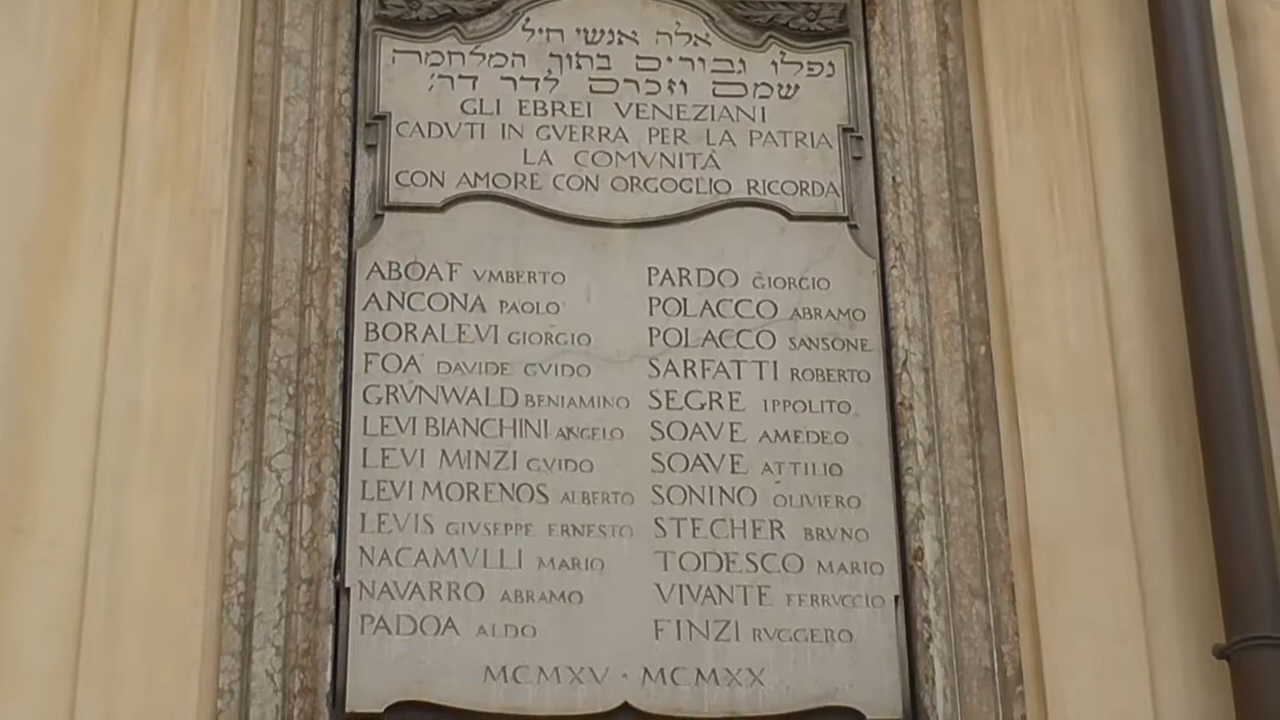 אלה אנשי חיל
נפלו גבורים בתוך המלחמה
שמם וזכרם לדר דר׳
GLI EBREI VENEZIANI
CADVTI IN GVERRA PER LA PATRIA
LA COMVNITÀ
CON AMORE CON ORGOGLIO RICORDA
ABOAF VMBERTO
ANCONA PAOLO
BORALEVI GIORGIO
FOA' DAVIDE GVIDO
GRVNWALD BENIAMINO
LEVI BIANCHINI ANGELO
LEVI MINZI GVIDO
LEVI MORENOS ALBERTO
LEVIS GIVSEPPE ERNESTO
NACAMVLLI MARIO
NAVARRO ABRAMO
PADOA ALDO
PARDO GIORGIO
POLACCO ABRAMO
POLACCO SANSONE
SARFATTI ROBERTO
SEGRE IPPOLITO
SOAVE AMEDEO
SOAVE ATTILIO
SONINO OLIVIERO
STECHER BRVNO
TODESCO MARIO
VIVANTE FERRVCCIO
FINZI RVGGERO
MCMXV · MCMXX